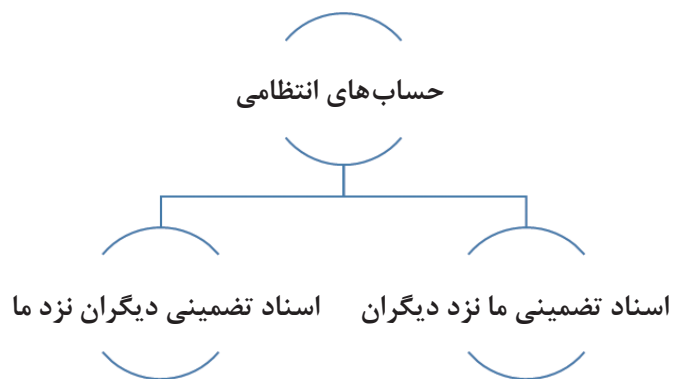 حساب‌های انتظامی
اسناد تضمینی ما نزد دیگران
اسناد تضمینی دیگران نزد ما